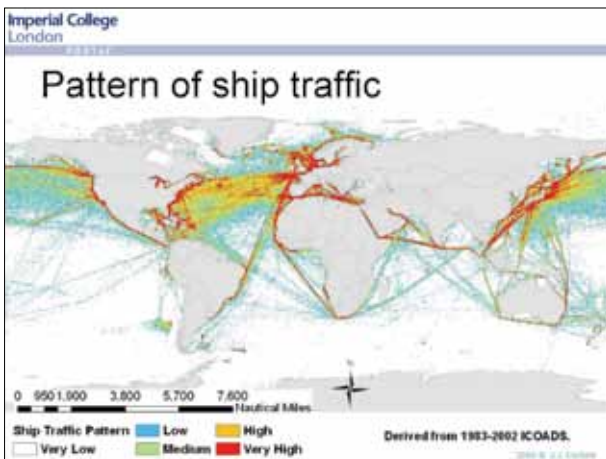 Imperial College
London
Pattern of ship traffic
0 950 1,900 3,800 5,700 7,600
Nautical Miles
Ship Traffic Pattern Low High
Very Low Medium Very High
Derived from 1983-2002 ICOADS.